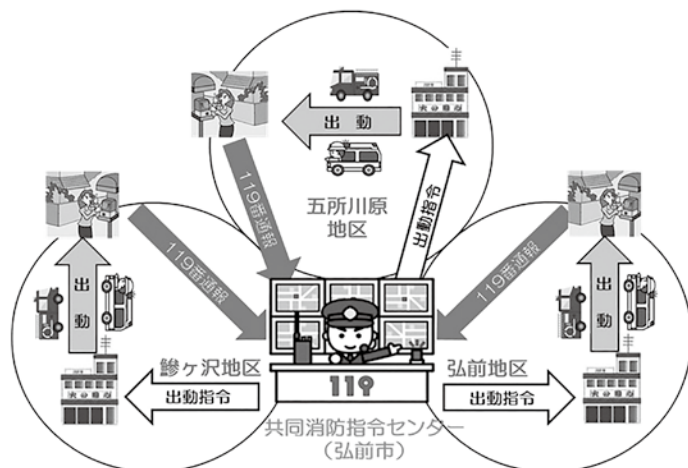 出動
119番通報
五所川原
地区
出動指令
119番通報
出動
鰺ヶ沢地区
出動指令
119番通報
出動
弘前地区
出動指令
119
共同消防指令センター
（弘前市）